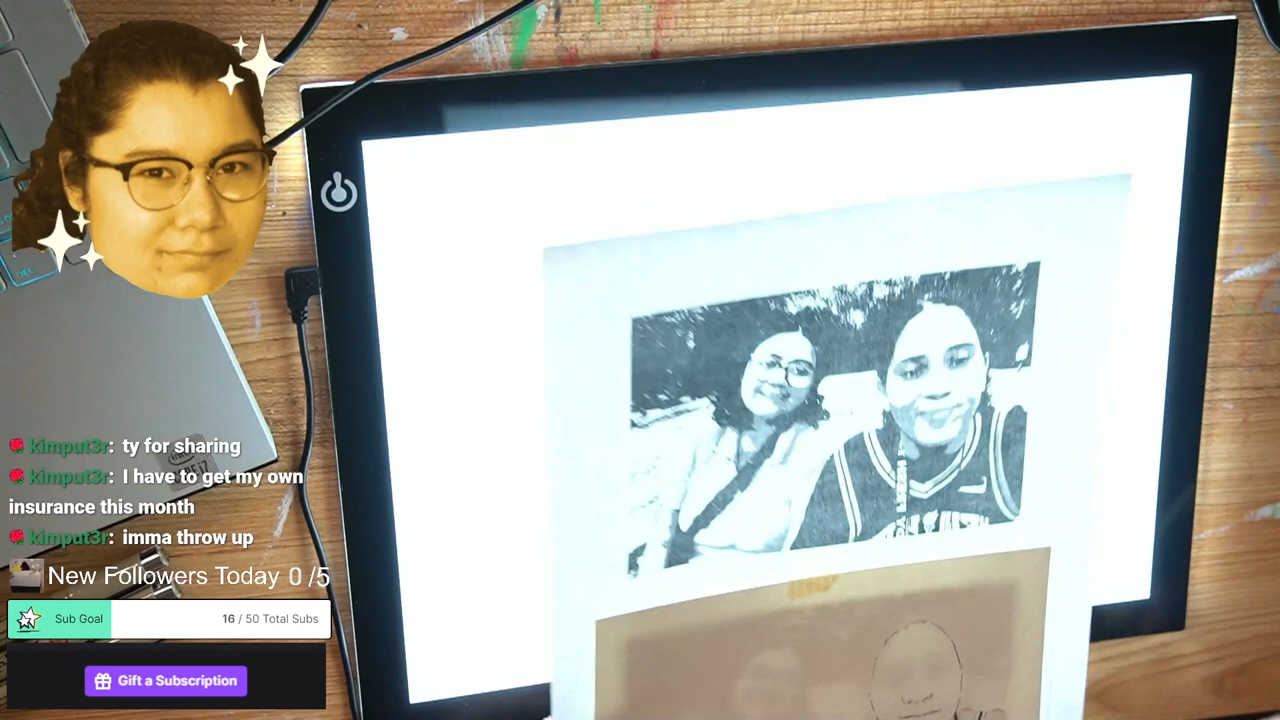 kimput3r: ty for sharing
kimput3r: I have to get my own
insurance this month
kimput3r: imma throw up
New Followers Today 0 /5
Sub Goal
16 / 50 Total Subs
Gift a Subscription